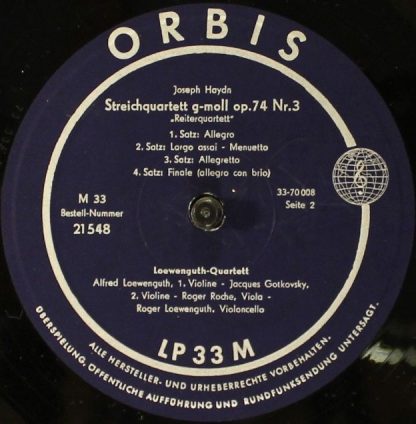 ORBIS
Joseph Haydn
Streichquartett g-moll op.74 Nr.3
„Reiterquartett“
1. Satz: Allegro
2. Satz: Largo assai - Menuetto
3. Satz: Allegretto
4. Satz: Finale (allegro con brio)
M 33
Bestell-Nummer
21548
33-70008
Seite 2
Loewenguth-Quartett
Alfred Loewenguth, 1. Violine - Jacques Gotkovsky,
2. Violine - Roger Roche, Viola -
Roger Loewenguth, Violoncello
LP 33 M
ALLE HERSTELLER- UND URHEBERRECHTE VORBEHALTEN.
ÜBERSPIELUNG, ÖFFENTLICHE AUFFÜHRUNG UND RUNDFUNKSENDUNG UNTERSAGT.